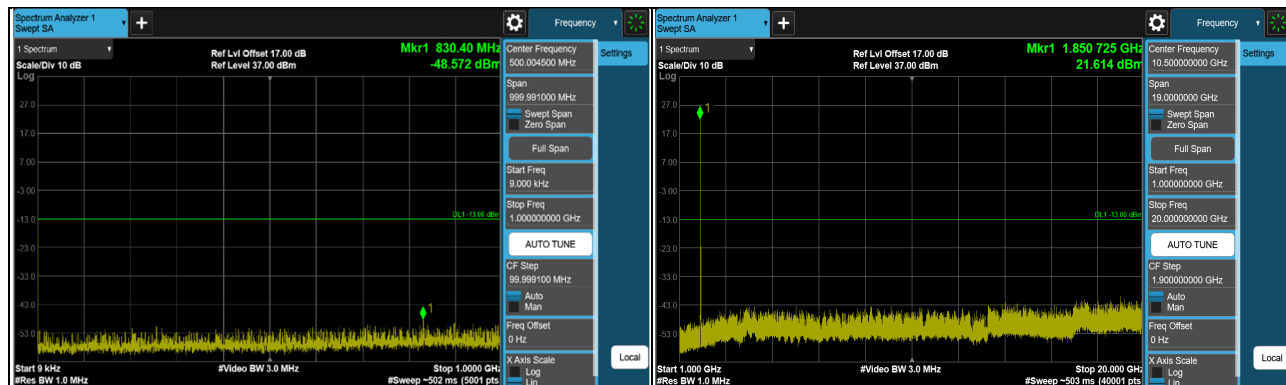 Spectrum Analyzer 1
Swept SA
Frequency
1 Spectrum
Scale/Div 10 dB
Log
Ref Lvl Offset 17.00 dB
Ref Level 37.00 dBm
Mkr1 830.40 MHz
-48.572 dBm
27.0
17.0
7.00
-3.00
-13.0
-23.0
-33.0
-43.0
-53.0
1
DL1 -13.00 dBm
Start 9 kHz
#Res BW 1.0 MHz
#Video BW 3.0 MHz
Stop 1.0000 GHz
#Sweep ~502 ms (5001 pts
Center Frequency
500.004500 MHz
Span
999.991000 MHz
Swept Span
Zero Span
Full Span
Start Freq
9.000 kHz
Stop Freq
1.000000000 GHz
AUTO TUNE
CF Step
99.999100 MHz
Auto
Man
Freq Offset
0 Hz
X Axis Scale
Log
Lin
Settings
Local
Spectrum Analyzer 1
Swept SA
Frequency
1 Spectrum
Scale/Div 10 dB
Log
Ref Lvl Offset 17.00 dB
Ref Level 37.00 dBm
Mkr1 1.850 725 GHz
21.614 dBm
27.0
17.0
7.00
-3.00
-13.0
-23.0
-33.0
-43.0
-53.0
1
DL1 -13.00 dBm
Start 1.000 GHz
#Res BW 1.0 MHz
#Video BW 3.0 MHz
Stop 20.000 GHz
#Sweep ~503 ms (40001 pts
Center Frequency
10.500000000 GHz
Span
19.0000000 GHz
Swept Span
Zero Span
Full Span
Start Freq
1.000000000 GHz
Stop Freq
20.000000000 GHz
AUTO TUNE
CF Step
1.900000000 GHz
Auto
Man
Freq Offset
0 Hz
X Axis Scale
Log
Lin
Settings
Local